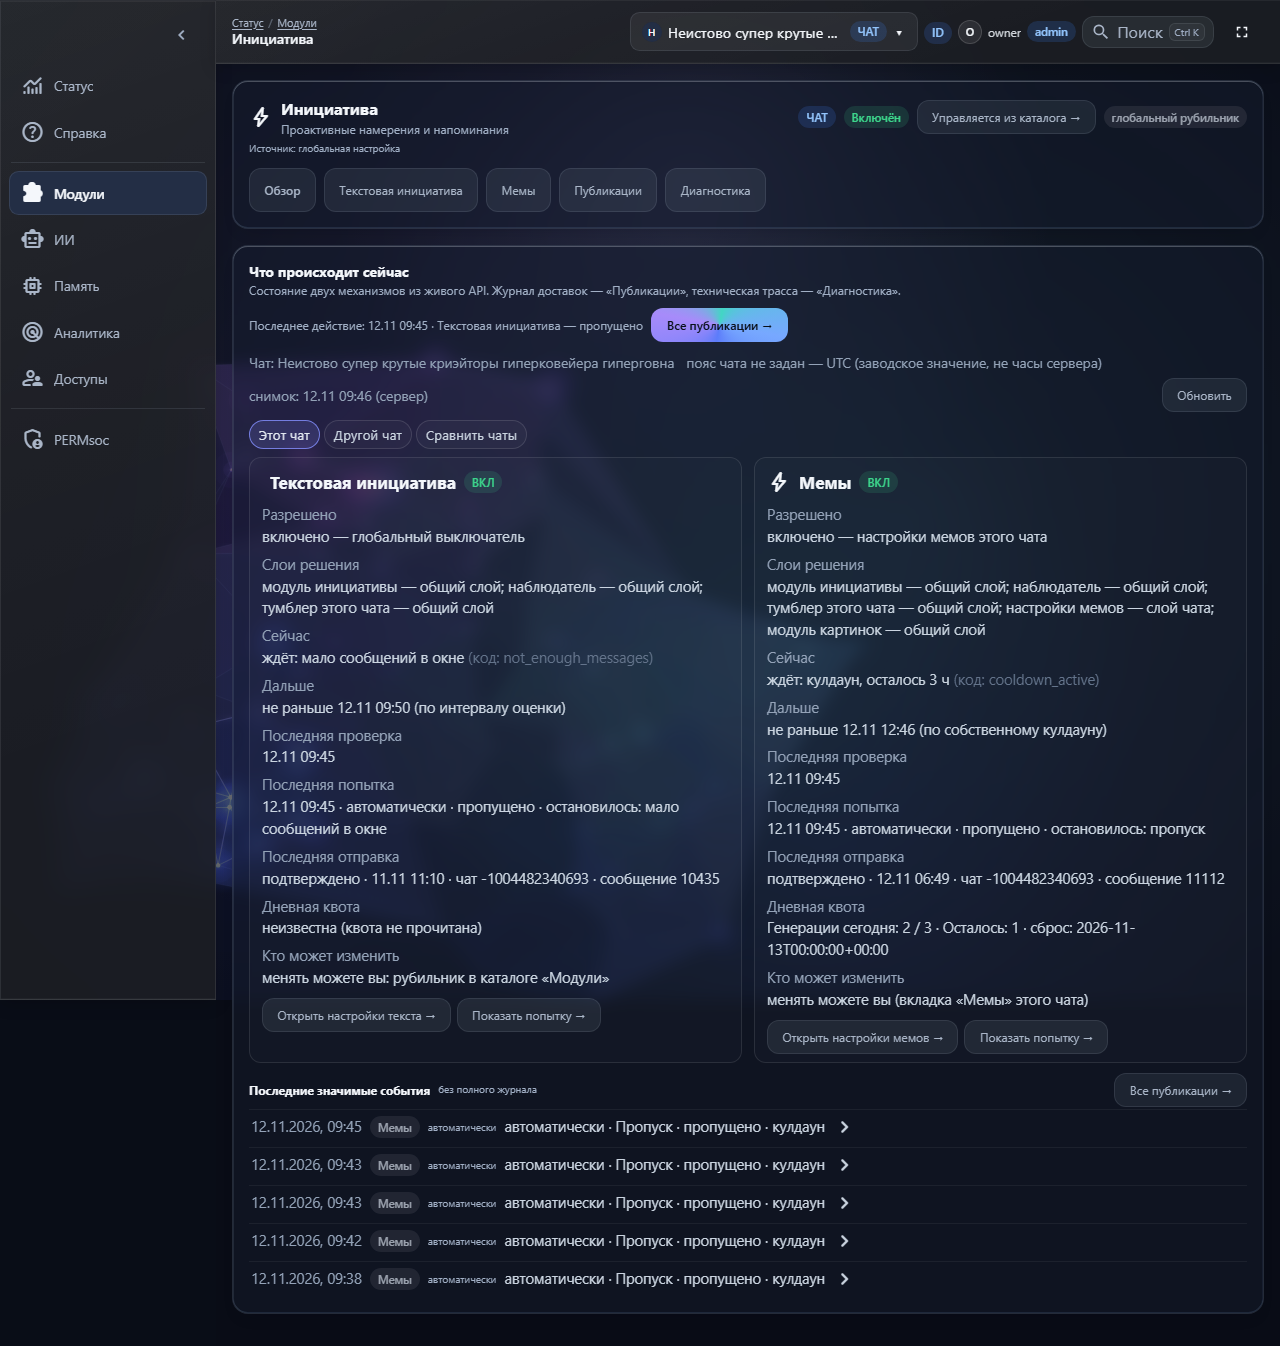 Статус / Модули
Инициатива
Н Неистово супер крутые ... ЧАТ ▾
ID O owner admin
Поиск Ctrl K
Статус
Справка
Модули
ИИ
Память
Аналитика
Доступы
PERMsoc
Инициатива
Проактивные намерения и напоминания
Источник: глобальная настройка
ЧАТ Включён Управляется из каталога → глобальный рубильник
Обзор Текстовая инициатива Мемы Публикации Диагностика
Что происходит сейчас
Состояние двух механизмов из живого API. Журнал доставок — «Публикации», техническая трасса — «Диагностика».
Последнее действие: 12.11 09:45 · Текстовая инициатива — пропущено Все публикации →
Чат: Неистово супер крутые криэйторы гиперковейера гиперговна пояс чата не задан — UTC (заводское значение, не часы сервера)
снимок: 12.11 09:46 (сервер) Обновить
Этот чат Другой чат Сравнить чаты
Текстовая инициатива ВКЛ
Разрешено
включено — глобальный выключатель
Слои решения
модуль инициативы — общий слой; наблюдатель — общий слой;
тумблер этого чата — общий слой
Сейчас
ждёт: мало сообщений в окне (код: not_enough_messages)
Дальше
не раньше 12.11 09:50 (по интервалу оценки)
Последняя проверка
12.11 09:45
Последняя попытка
12.11 09:45 · автоматически · пропущено · остановилось: мало
сообщений в окне
Последняя отправка
подтверждено · 11.11 11:10 · чат -1004482340693 · сообщение 10435
Дневная квота
неизвестна (квота не прочитана)
Кто может изменить
менять можете вы: рубильник в каталоге «Модули»
Открыть настройки текста → Показать попытку →
Мемы ВКЛ
Разрешено
включено — настройки мемов этого чата
Слои решения
модуль инициативы — общий слой; наблюдатель — общий слой;
тумблер этого чата — общий слой; настройки мемов — слой чата;
модуль картинок — общий слой
Сейчас
ждёт: кулдаун, осталось 3 ч (код: cooldown_active)
Дальше
не раньше 12.11 12:46 (по собственному кулдауну)
Последняя проверка
12.11 09:45
Последняя попытка
12.11 09:45 · автоматически · пропущено · остановилось: пропуск
Последняя отправка
подтверждено · 12.11 06:49 · чат -1004482340693 · сообщение 11112
Дневная квота
Генерации сегодня: 2 / 3 · Осталось: 1 · сброс: 2026-11-
13T00:00:00+00:00
Кто может изменить
менять можете вы (вкладка «Мемы» этого чата)
Открыть настройки мемов → Показать попытку →
Последние значимые события без полного журнала Все публикации →
12.11.2026, 09:45 Мемы автоматически автоматически · Пропуск · пропущено · кулдаун
12.11.2026, 09:43 Мемы автоматически автоматически · Пропуск · пропущено · кулдаун
12.11.2026, 09:43 Мемы автоматически автоматически · Пропуск · пропущено · кулдаун
12.11.2026, 09:42 Мемы автоматически автоматически · Пропуск · пропущено · кулдаун
12.11.2026, 09:38 Мемы автоматически автоматически · Пропуск · пропущено · кулдаун